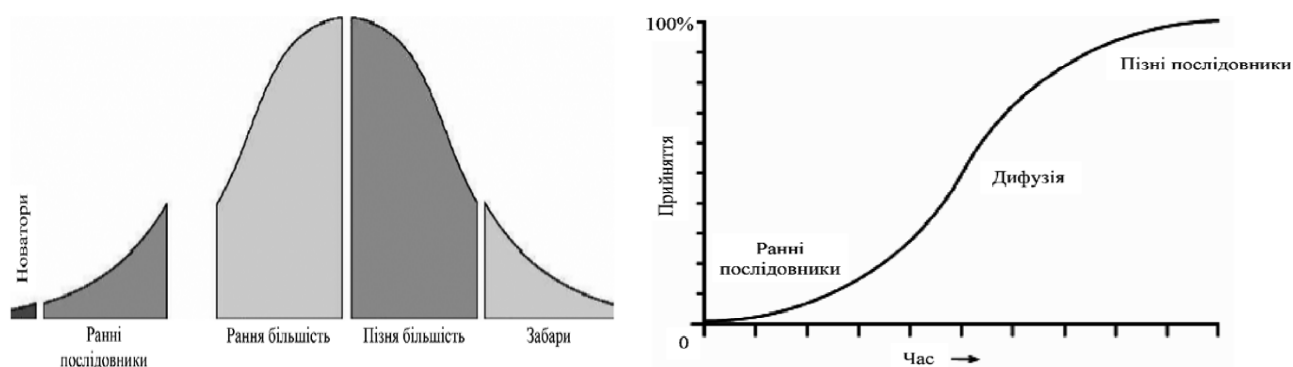 Новатори
Ранні
послідовники
Рання більшість
Пізня більшість
Забари
100%
Прийняття
0
Ранні
послідовники
Дифузія
Пізні послідовники
Час